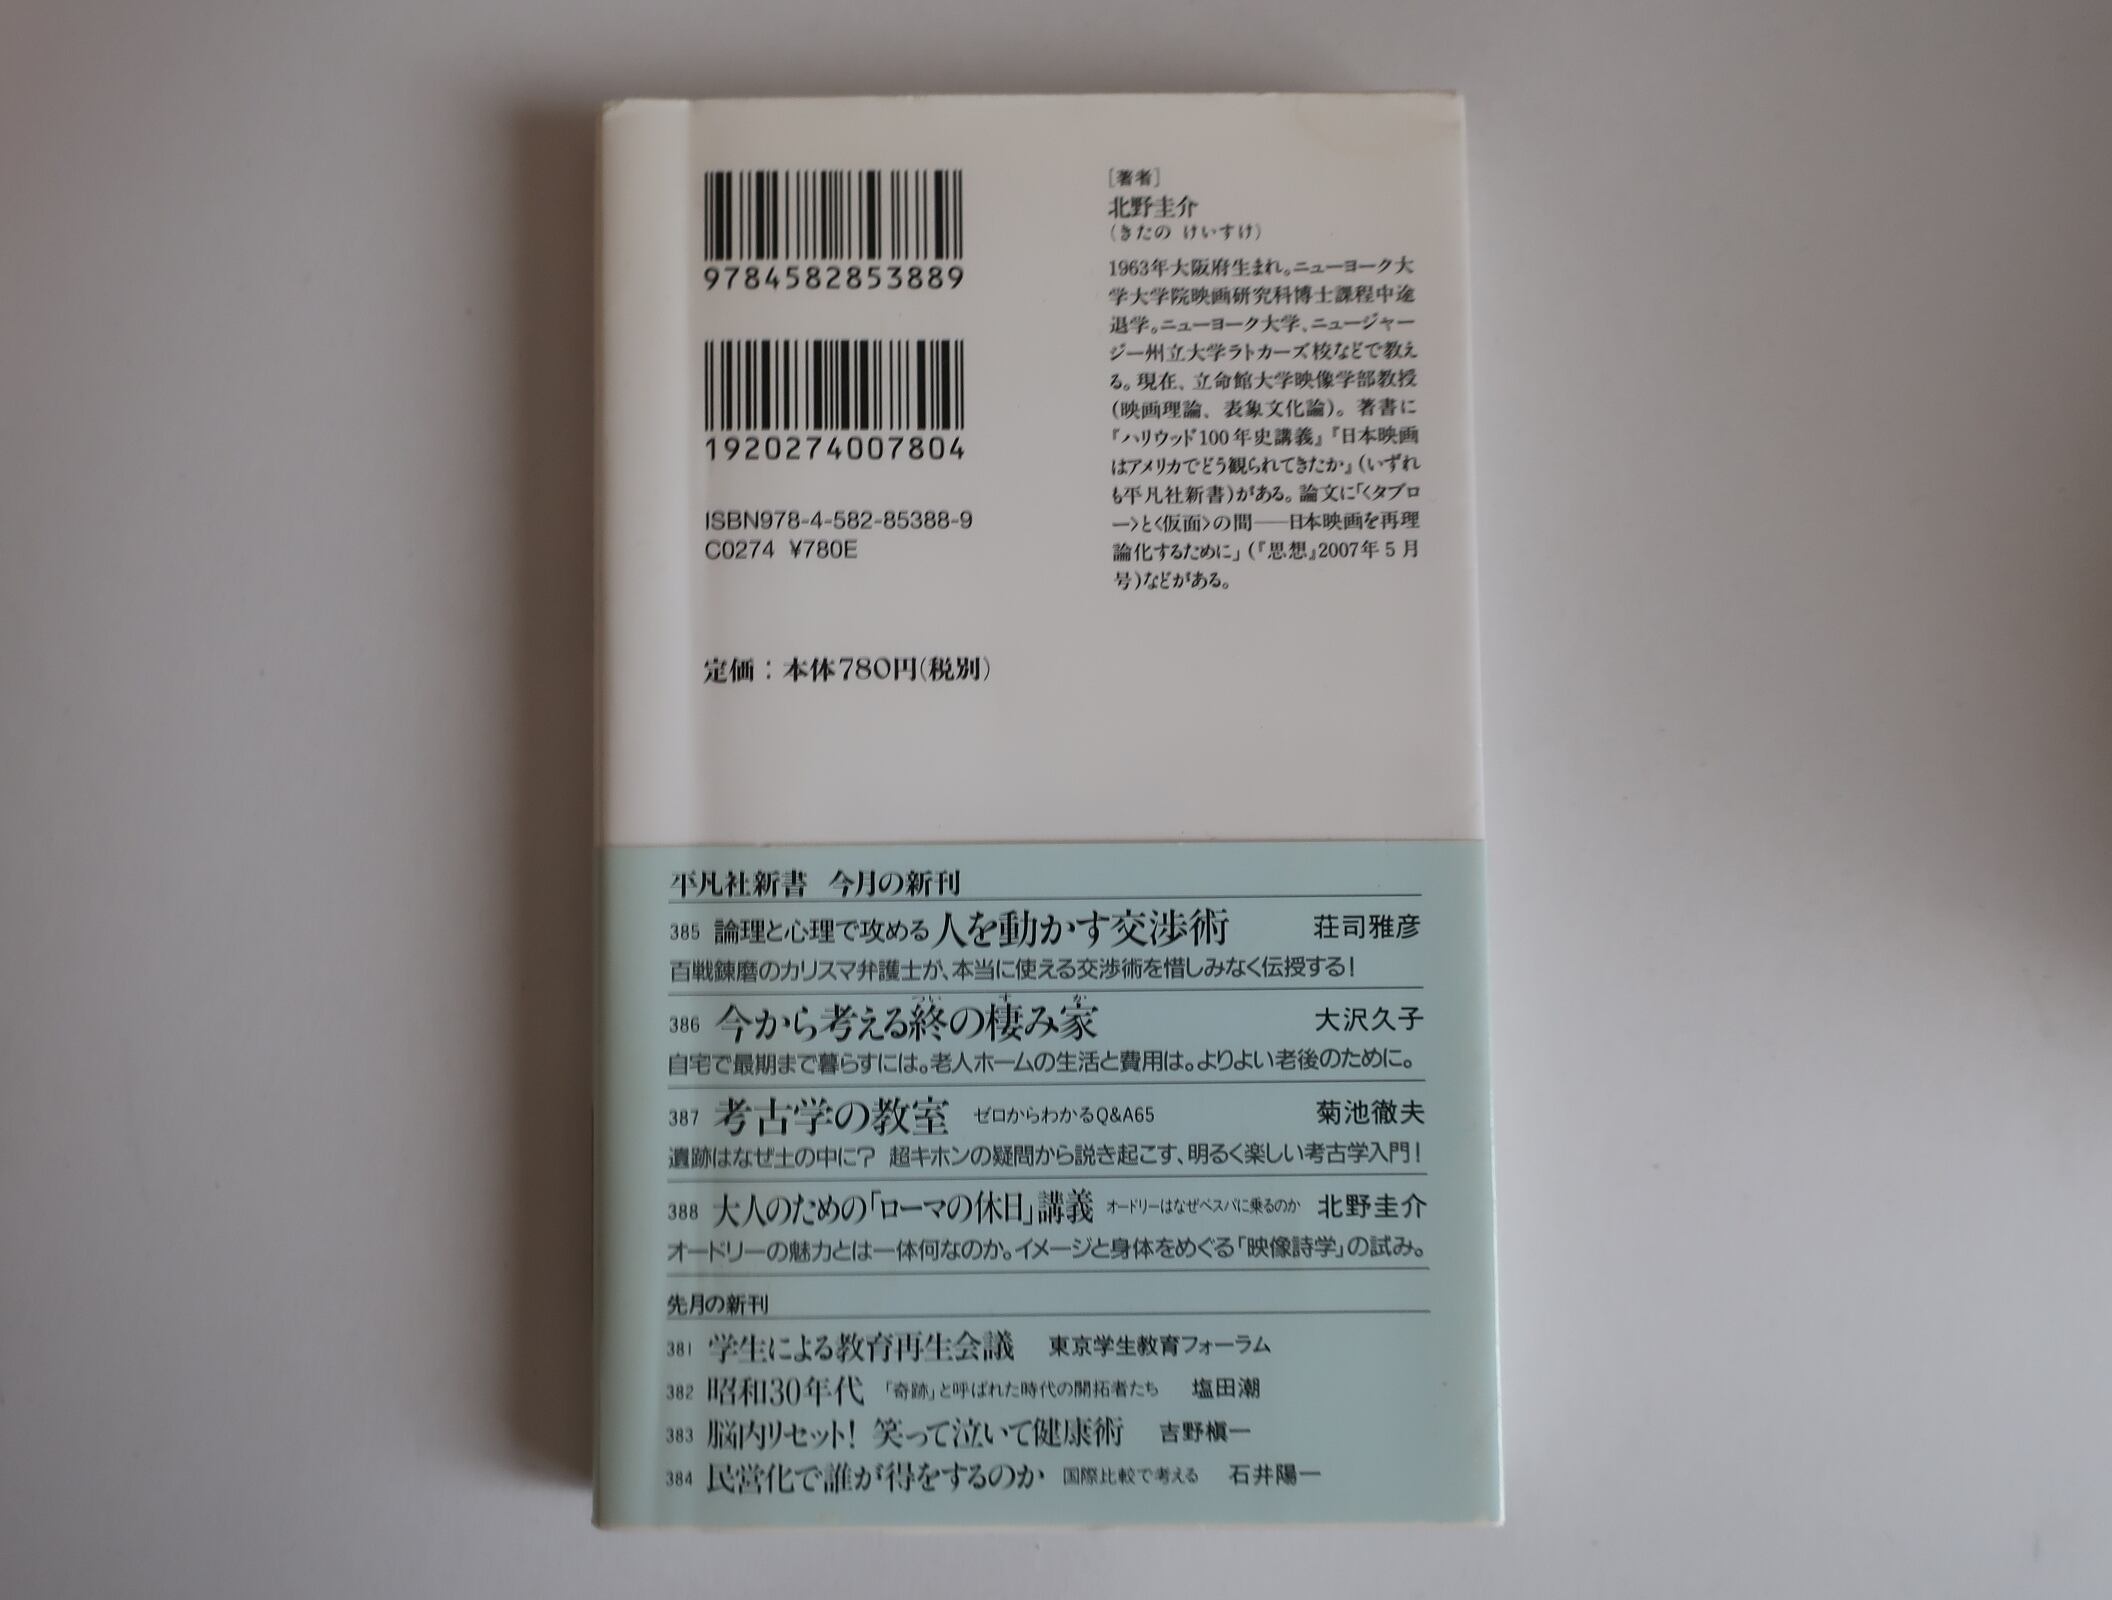 9784582853889
1920274007804
ISBN978-4-582-85388-9
C0274 ¥780E
定価：本体780円(税別)
[著者]
北野圭介
(きたの けいすけ)
1963年大阪府生まれ。ニューヨーク大
学大学院映画研究科博士課程中途
退学。ニューヨーク大学、ニュージャー
ジー州立大学ラトガーズ校などで教え
る。現在、立命館大学映像学部教授
(映画理論、表象文化論)。著書に
『ハリウッド100年史講義』『日本映画
はアメリカでどう観られてきたか』(いずれ
も平凡社新書)がある。論文に「〈タブロ
ー〉と〈仮面〉の間――日本映画を再理
論化するために」(『思想』2007年5月
号)などがある。
平凡社新書 今月の新刊
385 論理と心理で攻める 人を動かす交渉術 荘司雅彦
百戦錬磨のカリスマ弁護士が、本当に使える交渉術を惜しみなく伝授する!
つい す か
386 今から考える終の棲み家 大沢久子
自宅で最期まで暮らすには。老人ホームの生活と費用は。よりよい老後のために。
387 考古学の教室 ゼロからわかるQ&A65 菊池徹夫
遺跡はなぜ土の中に? 超キホンの疑問から説き起こす、明るく楽しい考古学入門!
388 大人のための「ローマの休日」講義 オードリーはなぜベスパに乗るのか 北野圭介
オードリーの魅力とは一体何なのか。イメージと身体をめぐる「映像詩学」の試み。
先月の新刊
381 学生による教育再生会議 東京学生教育フォーラム
382 昭和30年代 「奇跡」と呼ばれた時代の開拓者たち 塩田潮
383 脳内リセット! 笑って泣いて健康術 吉野槇一
384 民営化で誰が得をするのか 国際比較で考える 石井陽一